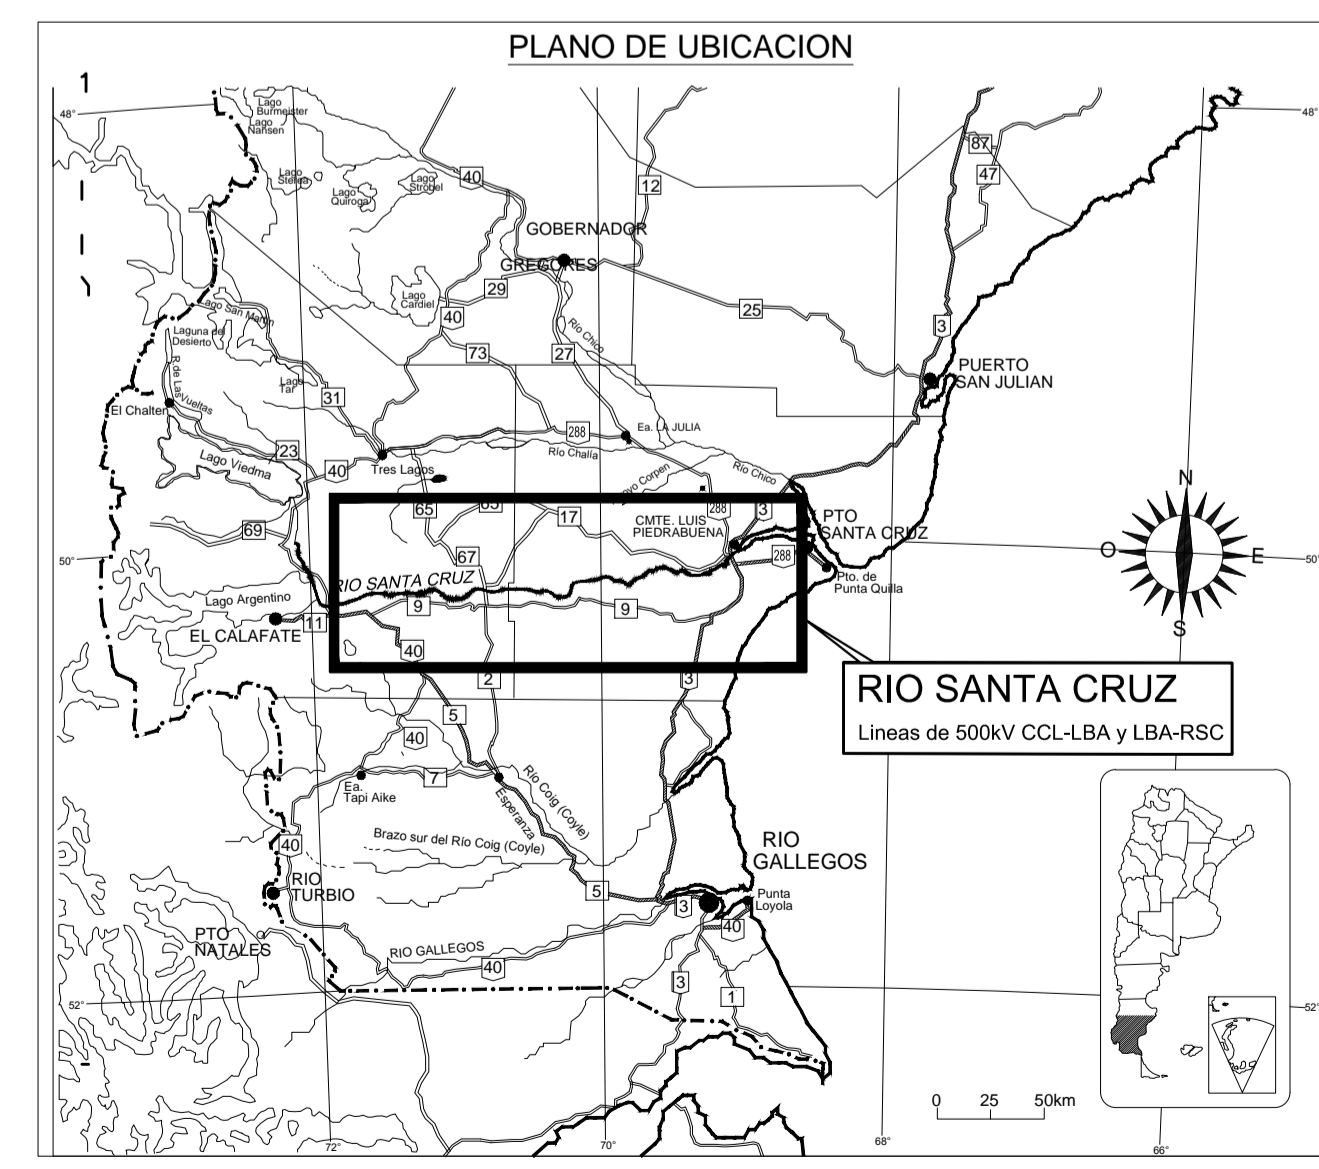 PLANO DE UBICACION
1
48°
48°
Lago
Burmeister
Lago
Nansen
87
Lago
Sterea
Lago
Quiroga
Lago
Strobel
40
12
47
GOBERNADOR
GREGORES
29
Lago
Cardiel
40
25
3
Lago San Martin
Laguna del
Desierto
R.de Las Vueltas
73
27
Río Chico
PUERTO
SAN JULIAN
Lago
Tar
31
El Chalten
Ea. LA JULIA
288
23
Río Chalía
Lago Viedma
40
Tres Lagos
Río Chico
N
65
65
17
288
3
CMTE. LUIS
PIEDRABUENA
PTO
SANTA CRUZ
69
67
288
O
E
50°
50°
RIO SANTA CRUZ
Pto. de
Punta Quilla
Lago Argentino
9
9
11
EL CALAFATE
S
40
2
3
RIO SANTA CRUZ
Lineas de 500kV CCL-LBA y LBA-RSC
5
40
7
Ea.
Tapi Aike
Río Coig (Coyle)
Esperanza
Brazo sur del Río Coig (Coyle)
40
RIO
GALLEGOS
RIO
TURBIO
5
3
Punta
Loyola
40
PTO
NATALES
RIO GALLEGOS
40
3
1
52°
52°
0 25 50km
72°
70°
68°
66°